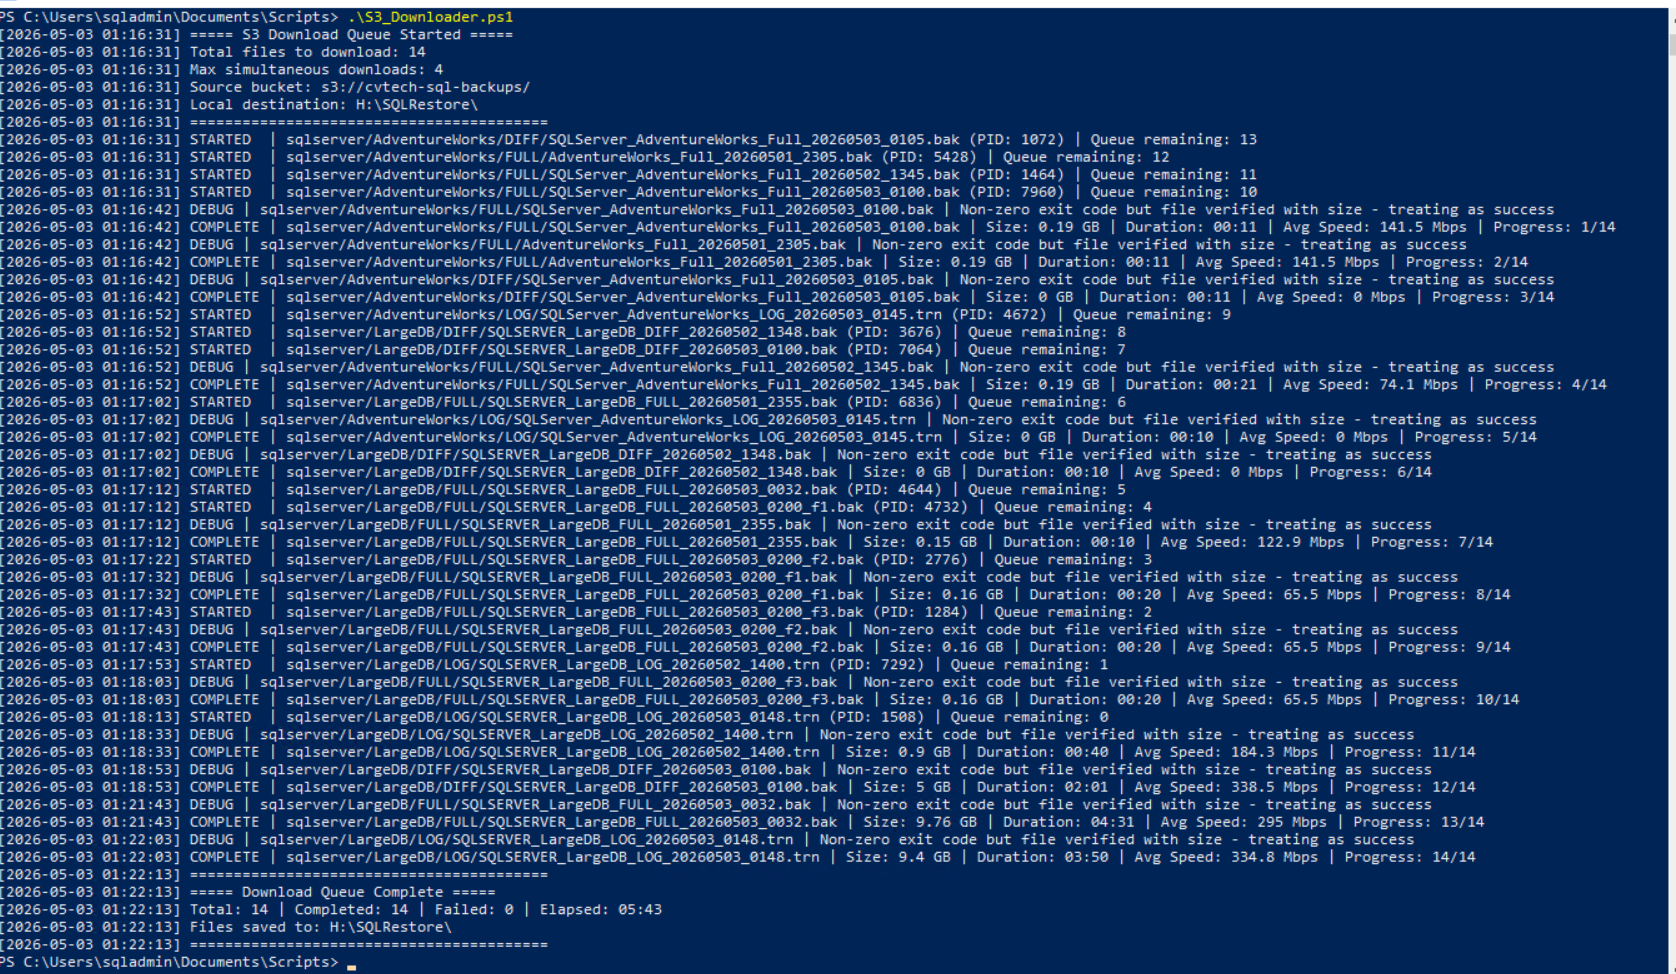 PS C:\Users\sqladmin\Documents\Scripts> .\S3_Downloader.ps1
[2026-05-03 01:16:31] ===== S3 Download Queue Started =====
[2026-05-03 01:16:31] Total files to download: 14
[2026-05-03 01:16:31] Max simultaneous downloads: 4
[2026-05-03 01:16:31] Source bucket: s3://cvtech-sql-backups/
[2026-05-03 01:16:31] Local destination: H:\SQLRestore\
[2026-05-03 01:16:31] =========================================
[2026-05-03 01:16:31] STARTED  | sqlserver/AdventureWorks/DIFF/SQLServer_AdventureWorks_Full_20260503_0105.bak (PID: 1072) | Queue remaining: 13
[2026-05-03 01:16:31] STARTED  | sqlserver/AdventureWorks/FULL/AdventureWorks_Full_20260501_2305.bak (PID: 5428) | Queue remaining: 12
[2026-05-03 01:16:31] STARTED  | sqlserver/AdventureWorks/FULL/SQLServer_AdventureWorks_Full_20260502_1345.bak (PID: 1464) | Queue remaining: 11
[2026-05-03 01:16:31] STARTED  | sqlserver/AdventureWorks/FULL/SQLServer_AdventureWorks_Full_20260503_0100.bak (PID: 7960) | Queue remaining: 10
[2026-05-03 01:16:42] DEBUG | sqlserver/AdventureWorks/FULL/SQLServer_AdventureWorks_Full_20260503_0100.bak | Non-zero exit code but file verified with size - treating as success
[2026-05-03 01:16:42] COMPLETE | sqlserver/AdventureWorks/FULL/SQLServer_AdventureWorks_Full_20260503_0100.bak | Size: 0.19 GB | Duration: 00:11 | Avg Speed: 141.5 Mbps | Progress: 1/14
[2026-05-03 01:16:42] DEBUG | sqlserver/AdventureWorks/FULL/AdventureWorks_Full_20260501_2305.bak | Non-zero exit code but file verified with size - treating as success
[2026-05-03 01:16:42] COMPLETE | sqlserver/AdventureWorks/FULL/AdventureWorks_Full_20260501_2305.bak | Size: 0.19 GB | Duration: 00:11 | Avg Speed: 141.5 Mbps | Progress: 2/14
[2026-05-03 01:16:42] DEBUG | sqlserver/AdventureWorks/DIFF/SQLServer_AdventureWorks_Full_20260503_0105.bak | Non-zero exit code but file verified with size - treating as success
[2026-05-03 01:16:42] COMPLETE | sqlserver/AdventureWorks/DIFF/SQLServer_AdventureWorks_Full_20260503_0105.bak | Size: 0 GB | Duration: 00:11 | Avg Speed: 0 Mbps | Progress: 3/14
[2026-05-03 01:16:52] STARTED  | sqlserver/AdventureWorks/LOG/SQLServer_AdventureWorks_LOG_20260503_0145.trn (PID: 4672) | Queue remaining: 9
[2026-05-03 01:16:52] STARTED  | sqlserver/LargeDB/DIFF/SQLSERVER_LargeDB_DIFF_20260502_1348.bak (PID: 3676) | Queue remaining: 8
[2026-05-03 01:16:52] STARTED  | sqlserver/LargeDB/DIFF/SQLSERVER_LargeDB_DIFF_20260503_0100.bak (PID: 7064) | Queue remaining: 7
[2026-05-03 01:16:52] DEBUG | sqlserver/AdventureWorks/FULL/SQLServer_AdventureWorks_Full_20260502_1345.bak | Non-zero exit code but file verified with size - treating as success
[2026-05-03 01:16:52] COMPLETE | sqlserver/AdventureWorks/FULL/SQLServer_AdventureWorks_Full_20260502_1345.bak | Size: 0.19 GB | Duration: 00:21 | Avg Speed: 74.1 Mbps | Progress: 4/14
[2026-05-03 01:17:02] STARTED  | sqlserver/LargeDB/FULL/SQLSERVER_LargeDB_FULL_20260501_2355.bak (PID: 6836) | Queue remaining: 6
[2026-05-03 01:17:02] DEBUG | sqlserver/AdventureWorks/LOG/SQLServer_AdventureWorks_LOG_20260503_0145.trn | Non-zero exit code but file verified with size - treating as success
[2026-05-03 01:17:02] COMPLETE | sqlserver/AdventureWorks/LOG/SQLServer_AdventureWorks_LOG_20260503_0145.trn | Size: 0 GB | Duration: 00:10 | Avg Speed: 0 Mbps | Progress: 5/14
[2026-05-03 01:17:02] DEBUG | sqlserver/LargeDB/DIFF/SQLSERVER_LargeDB_DIFF_20260502_1348.bak | Non-zero exit code but file verified with size - treating as success
[2026-05-03 01:17:02] COMPLETE | sqlserver/LargeDB/DIFF/SQLSERVER_LargeDB_DIFF_20260502_1348.bak | Size: 0 GB | Duration: 00:10 | Avg Speed: 0 Mbps | Progress: 6/14
[2026-05-03 01:17:12] STARTED  | sqlserver/LargeDB/FULL/SQLSERVER_LargeDB_FULL_20260503_0032.bak (PID: 4644) | Queue remaining: 5
[2026-05-03 01:17:12] STARTED  | sqlserver/LargeDB/FULL/SQLSERVER_LargeDB_FULL_20260503_0200_f1.bak (PID: 4732) | Queue remaining: 4
[2026-05-03 01:17:12] DEBUG | sqlserver/LargeDB/FULL/SQLSERVER_LargeDB_FULL_20260501_2355.bak | Non-zero exit code but file verified with size - treating as success
[2026-05-03 01:17:12] COMPLETE | sqlserver/LargeDB/FULL/SQLSERVER_LargeDB_FULL_20260501_2355.bak | Size: 0.15 GB | Duration: 00:10 | Avg Speed: 122.9 Mbps | Progress: 7/14
[2026-05-03 01:17:22] STARTED  | sqlserver/LargeDB/FULL/SQLSERVER_LargeDB_FULL_20260503_0200_f2.bak (PID: 2776) | Queue remaining: 3
[2026-05-03 01:17:32] DEBUG | sqlserver/LargeDB/FULL/SQLSERVER_LargeDB_FULL_20260503_0200_f1.bak | Non-zero exit code but file verified with size - treating as success
[2026-05-03 01:17:32] COMPLETE | sqlserver/LargeDB/FULL/SQLSERVER_LargeDB_FULL_20260503_0200_f1.bak | Size: 0.16 GB | Duration: 00:20 | Avg Speed: 65.5 Mbps | Progress: 8/14
[2026-05-03 01:17:43] STARTED  | sqlserver/LargeDB/FULL/SQLSERVER_LargeDB_FULL_20260503_0200_f3.bak (PID: 1284) | Queue remaining: 2
[2026-05-03 01:17:43] DEBUG | sqlserver/LargeDB/FULL/SQLSERVER_LargeDB_FULL_20260503_0200_f2.bak | Non-zero exit code but file verified with size - treating as success
[2026-05-03 01:17:43] COMPLETE | sqlserver/LargeDB/FULL/SQLSERVER_LargeDB_FULL_20260503_0200_f2.bak | Size: 0.16 GB | Duration: 00:20 | Avg Speed: 65.5 Mbps | Progress: 9/14
[2026-05-03 01:17:53] STARTED  | sqlserver/LargeDB/LOG/SQLSERVER_LargeDB_LOG_20260502_1400.trn (PID: 7292) | Queue remaining: 1
[2026-05-03 01:18:03] DEBUG | sqlserver/LargeDB/FULL/SQLSERVER_LargeDB_FULL_20260503_0200_f3.bak | Non-zero exit code but file verified with size - treating as success
[2026-05-03 01:18:03] COMPLETE | sqlserver/LargeDB/FULL/SQLSERVER_LargeDB_FULL_20260503_0200_f3.bak | Size: 0.16 GB | Duration: 00:20 | Avg Speed: 65.5 Mbps | Progress: 10/14
[2026-05-03 01:18:13] STARTED  | sqlserver/LargeDB/LOG/SQLSERVER_LargeDB_LOG_20260503_0148.trn (PID: 1508) | Queue remaining: 0
[2026-05-03 01:18:33] DEBUG | sqlserver/LargeDB/LOG/SQLSERVER_LargeDB_LOG_20260502_1400.trn | Non-zero exit code but file verified with size - treating as success
[2026-05-03 01:18:33] COMPLETE | sqlserver/LargeDB/LOG/SQLSERVER_LargeDB_LOG_20260502_1400.trn | Size: 0.9 GB | Duration: 00:40 | Avg Speed: 184.3 Mbps | Progress: 11/14
[2026-05-03 01:18:53] DEBUG | sqlserver/LargeDB/DIFF/SQLSERVER_LargeDB_DIFF_20260503_0100.bak | Non-zero exit code but file verified with size - treating as success
[2026-05-03 01:18:53] COMPLETE | sqlserver/LargeDB/DIFF/SQLSERVER_LargeDB_DIFF_20260503_0100.bak | Size: 5 GB | Duration: 02:01 | Avg Speed: 338.5 Mbps | Progress: 12/14
[2026-05-03 01:21:43] DEBUG | sqlserver/LargeDB/FULL/SQLSERVER_LargeDB_FULL_20260503_0032.bak | Non-zero exit code but file verified with size - treating as success
[2026-05-03 01:21:43] COMPLETE | sqlserver/LargeDB/FULL/SQLSERVER_LargeDB_FULL_20260503_0032.bak | Size: 9.76 GB | Duration: 04:31 | Avg Speed: 295 Mbps | Progress: 13/14
[2026-05-03 01:22:03] DEBUG | sqlserver/LargeDB/LOG/SQLSERVER_LargeDB_LOG_20260503_0148.trn | Non-zero exit code but file verified with size - treating as success
[2026-05-03 01:22:03] COMPLETE | sqlserver/LargeDB/LOG/SQLSERVER_LargeDB_LOG_20260503_0148.trn | Size: 9.4 GB | Duration: 03:50 | Avg Speed: 334.8 Mbps | Progress: 14/14
[2026-05-03 01:22:13] =========================================
[2026-05-03 01:22:13] ===== Download Queue Complete =====
[2026-05-03 01:22:13] Total: 14 | Completed: 14 | Failed: 0 | Elapsed: 05:43
[2026-05-03 01:22:13] Files saved to: H:\SQLRestore\
[2026-05-03 01:22:13] =========================================
PS C:\Users\sqladmin\Documents\Scripts>